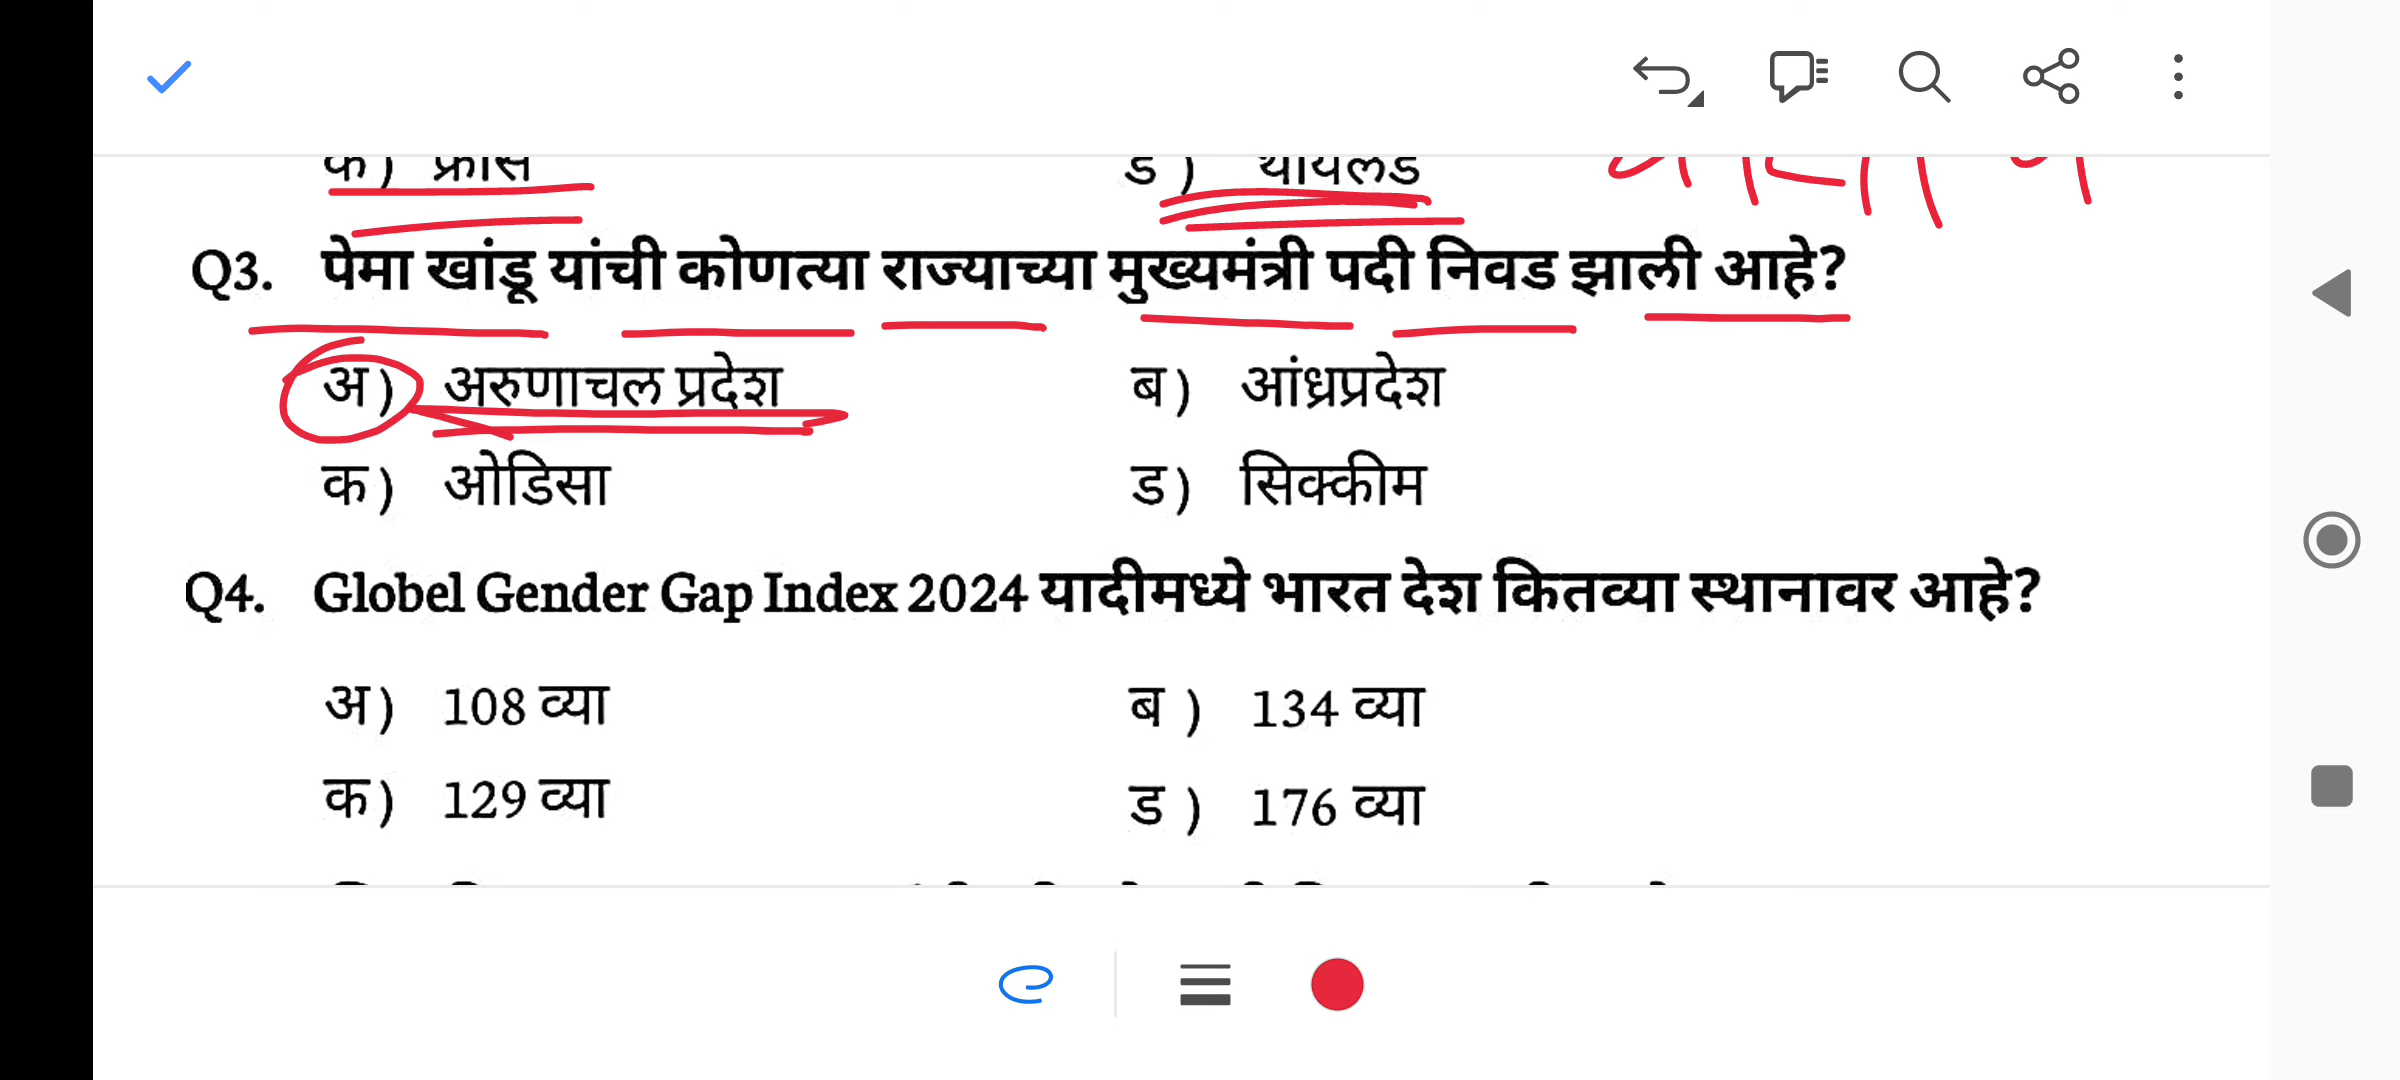 क) फ्रांस ड) थायलंड
Q3. पेमा खांडू यांची कोणत्या राज्याच्या मुख्यमंत्री पदी निवड झाली आहे?
अ) अरुणाचल प्रदेश ब) आंध्रप्रदेश
क) ओडिसा ड) सिक्कीम
Q4. Globel Gender Gap Index 2024 यादीमध्ये भारत देश कितव्या स्थानावर आहे?
अ) 108 व्या ब ) 134 व्या
क) 129 व्या ड ) 176 व्या